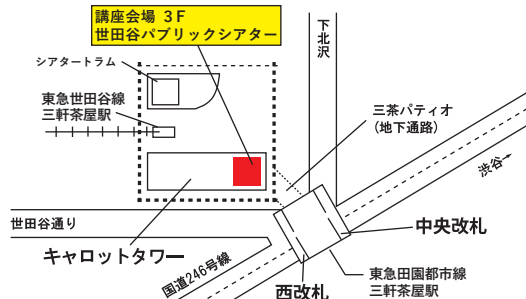 講座会場 3F
世田谷パブリックシアター
下北沢
シアタートラム
東急世田谷線
三軒茶屋駅
三茶パティオ
(地下通路)
渋谷→
世田谷通り
中央改札
キャロットタワー
国道246号線
東急田園都市線
三軒茶屋駅
西改札